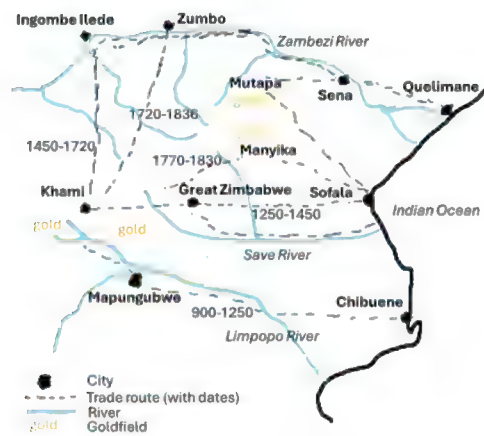 Ingombe Ilede
Zumbo
Zambezi River
Mutapa
Sena
Quelimane
1720-1836
1450-1720
Manyika
1770-1830
Khami
Great Zimbabwe
Sofala
1250-1450
Indian Ocean
gold
gold
Save River
Mapungubwe
Chibuene
900-1250
Limpopo River
City
Trade route (with dates)
River
gold
Goldfield